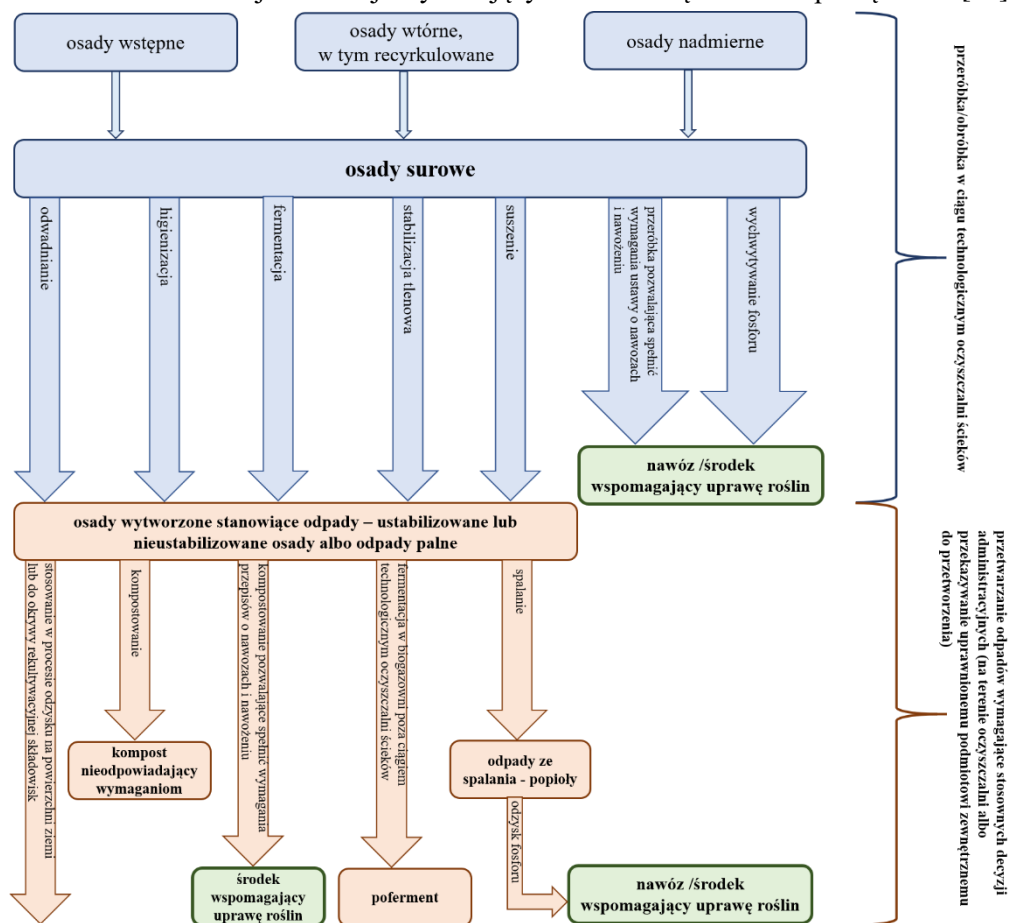 osady wstępne
osady wtórne,
w tym recyrkulowane
osady nadmierne
osady surowe
odwadnianie
higienizacja
fermentacja
stabilizacja tlenowa
suszenie
przeróbka pozwalająca spełnić
wymagania ustawy o nawozach
i nawożeniu
wychwytywanie fosforu
nawóz /środek
wspomagający uprawę roślin
przeróbka/obróbka w ciągu technologicznym oczyszczalni ścieków
osady wytworzone stanowiące odpady – ustabilizowane lub
nieustabilizowane osady albo odpady palne
stosowanie w procesie odzysku na powierzchni ziemi
lub do okrywy rekultywacyjnej składowisk
kompostowanie
kompostowanie pozwalające spełnić wymagania
przepisów o nawozach i nawożeniu
fermentacja w biogazowni poza ciągiem
technologicznym oczyszczalni ścieków
spalanie
kompost
nieodpowiadający
wymaganiom
odpady ze
spalania - popioły
odzysk fosforu
środek
wspomagający
uprawę roślin
poferment
nawóz /środek
wspomagający uprawę roślin
przetwarzanie odpadów wymagające stosownych decyzji
administracyjnych (na terenie oczyszczalni albo
przekazywanie uprawnionemu podmiotowi zewnętrznemu
do przetworzenia)